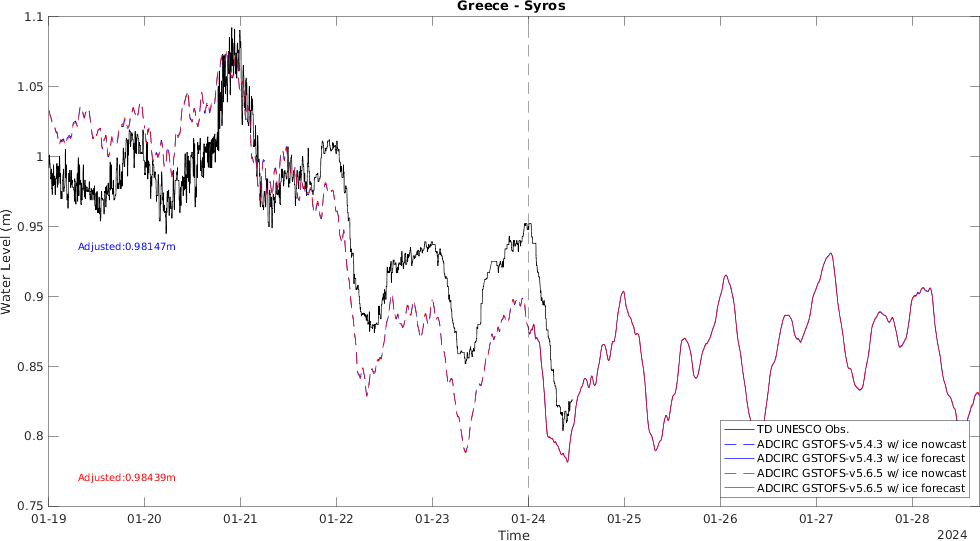 Greece - Syros
1.1
1.05
1
0.95
0.9
0.85
0.8
0.75
Water Level (m)
Adjusted:0.98147m
Adjusted:0.98439m
TD UNESCO Obs.
ADCIRC GSTOFS-v5.4.3 w/ ice nowcast
ADCIRC GSTOFS-v5.4.3 w/ ice forecast
ADCIRC GSTOFS-v5.6.5 w/ ice nowcast
ADCIRC GSTOFS-v5.6.5 w/ ice forecast
01-19 01-20 01-21 01-22 01-23 01-24 01-25 01-26 01-27 01-28
Time
2024